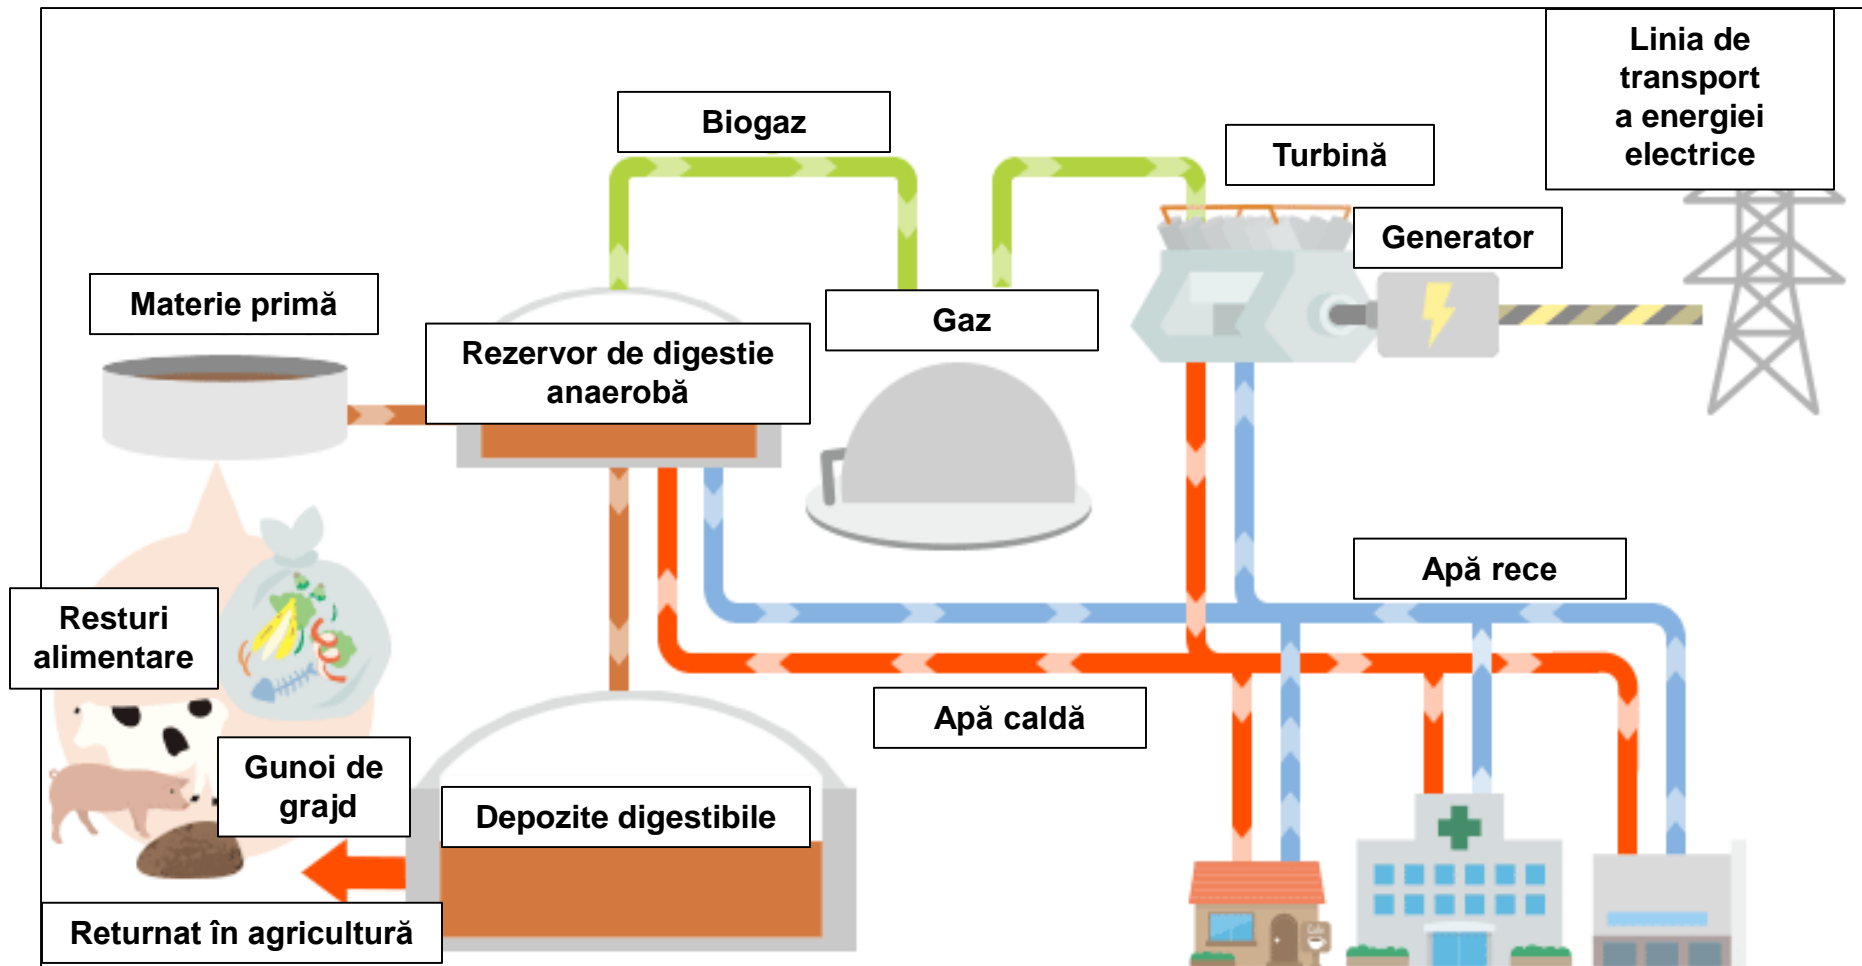 Linia de
transport
a energiei
electrice
Biogaz
Turbină
Generator
Materie primă
Gaz
Rezervor de digestie
anaerobă
Apă rece
Resturi
alimentare
Apă caldă
Gunoi de
grajd
Depozite digestibile
Returnat în agricultură
Cafe